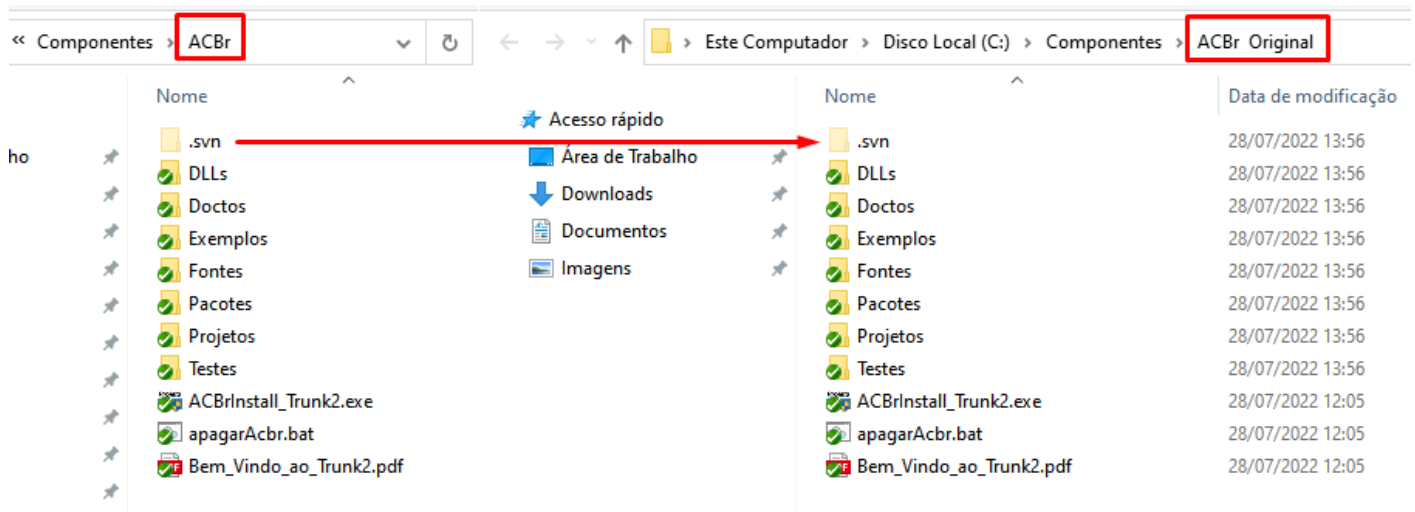 « Componentes > ACBr
Este Computador > Disco Local (C:) > Componentes > ACBr Original
Nome
.svn
DLLs
Doctos
Exemplos
Fontes
Pacotes
Projetos
Testes
ACBrInstall_Trunk2.exe
apagarAcbr.bat
Bem_Vindo_ao_Trunk2.pdf
ho
Acesso rápido
Área de Trabalho
Downloads
Documentos
Imagens
Nome Data de modificação
.svn 28/07/2022 13:56
DLLs 28/07/2022 13:56
Doctos 28/07/2022 13:56
Exemplos 28/07/2022 13:56
Fontes 28/07/2022 13:56
Pacotes 28/07/2022 13:56
Projetos 28/07/2022 13:56
Testes 28/07/2022 13:56
ACBrInstall_Trunk2.exe 28/07/2022 12:05
apagarAcbr.bat 28/07/2022 12:05
Bem_Vindo_ao_Trunk2.pdf 28/07/2022 12:05